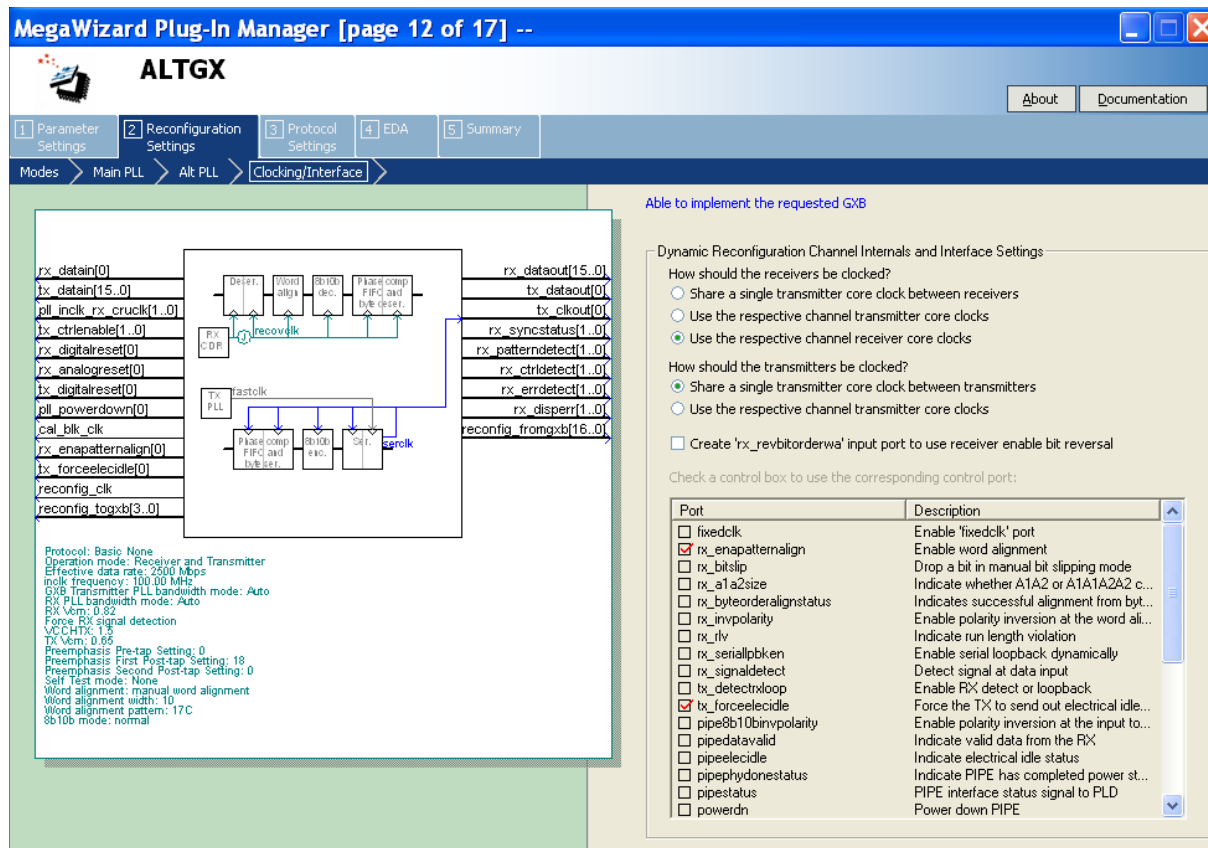 MegaWizard Plug-In Manager [page 12 of 17] --
ALTGX
About
Documentation
1 Parameter Settings
2 Reconfiguration Settings
3 Protocol Settings
4 EDA
5 Summary
Modes
Main PLL
Alt PLL
Clocking/Interface
rx_datain[0]
tx_datain[15..0]
pll_inclk_rx_cruclk[1..0]
tx_ctrlenable[1..0]
rx_digitalreset[0]
rx_analogreset[0]
tx_digitalreset[0]
pll_powerdown[0]
cal_blk_clk
rx_enapatternalign[0]
tx_forceelecidle[0]
reconfig_clk
reconfig_togxb[3..0]
Deser.
Word align
8b10b dec.
Phase comp FIFO and byte deser.
RX CDR
recovclk
TX PLL
fastclk
Phase comp FIFO and byte ser.
8b10b enc.
Ser.
serclk
rx_dataout[15..0]
tx_dataout[0]
tx_clkout[0]
rx_syncstatus[1..0]
rx_patterndetect[1..0]
rx_ctrldetect[1..0]
rx_errdetect[1..0]
rx_disperr[1..0]
reconfig_fromgxb[16..0]
Protocol: Basic None
Operation mode: Receiver and Transmitter
Effective data rate: 2500 Mbps
inclk frequency: 100.00 MHz
GXB Transmitter PLL bandwidth mode: Auto
RX PLL bandwidth mode: Auto
RX Vcm: 0.82
Force RX signal detection
VCCHTX: 1.5
TX Vcm: 0.65
Preemphasis Pre-tap Setting: 0
Preemphasis First Post-tap Setting: 18
Preemphasis Second Post-tap Setting: 0
Self Test mode: None
Word alignment: manual word alignment
Word alignment width: 10
Word alignment pattern: 17C
8b10b mode: normal
Able to implement the requested GXB
Dynamic Reconfiguration Channel Internals and Interface Settings
How should the receivers be clocked?
Share a single transmitter core clock between receivers
Use the respective channel transmitter core clocks
Use the respective channel receiver core clocks
How should the transmitters be clocked?
Share a single transmitter core clock between transmitters
Use the respective channel transmitter core clocks
Create 'rx_revbitorderwa' input port to use receiver enable bit reversal
Check a control box to use the corresponding control port:
Port Description
fixedclk Enable 'fixedclk' port
rx_enapatternalign Enable word alignment
rx_bitslip Drop a bit in manual bit slipping mode
rx_a1a2size Indicate whether A1A2 or A1A1A2A2 c...
rx_byteorderalignstatus Indicates successful alignment from byt...
rx_invpolarity Enable polarity inversion at the word ali...
rx_rlv Indicate run length violation
rx_seriallpbken Enable serial loopback dynamically
rx_signaldetect Detect signal at data input
tx_detectrxloop Enable RX detect or loopback
tx_forceelecidle Force the TX to send out electrical idle...
pipe8b10binvpolarity Enable polarity inversion at the input to...
pipedatavalid Indicate valid data from the RX
pipeelecidle Indicate electrical idle status
pipephydonestatus Indicate PIPE has completed power st...
pipestatus PIPE interface status signal to PLD
powerdn Power down PIPE